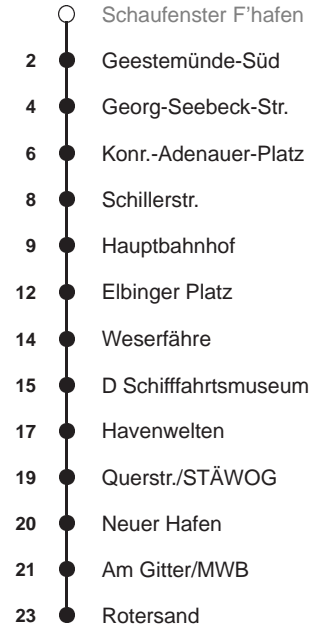 Schaufenster F'hafen
2 Geestemünde-Süd
4 Georg-Seebeck-Str.
6 Konr.-Adenauer-Platz
8 Schillerstr.
9 Hauptbahnhof
12 Elbinger Platz
14 Weserfähre
15 D Schifffahrtsmuseum
17 Havenwelten
19 Querstr./STÄWOG
20 Neuer Hafen
21 Am Gitter/MWB
23 Rotersand